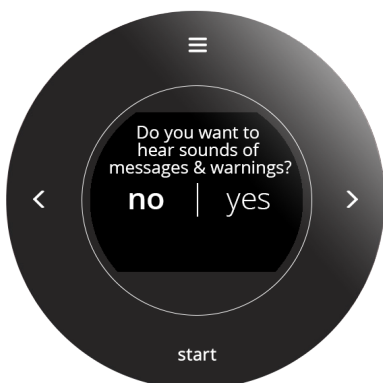 Do you want to
hear sounds of
messages & warnings?
no | yes
start